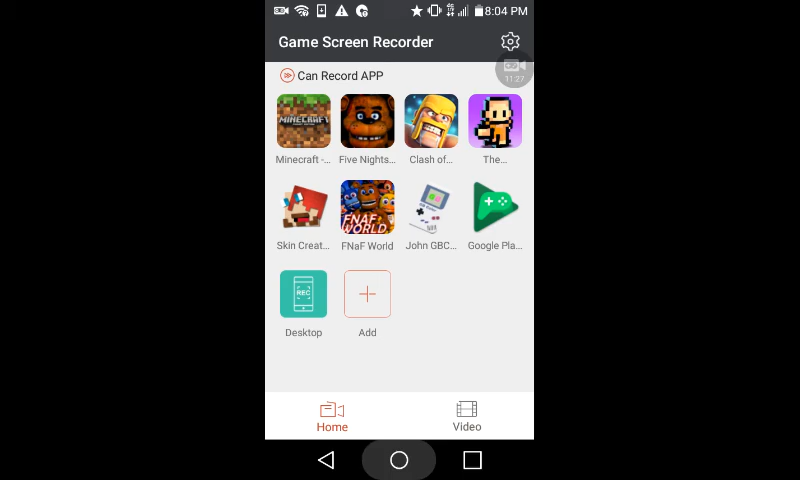 8:04 PM
Game Screen Recorder
11:27
Can Record APP
MINECRAFT
Minecraft -... Five Nights... Clash of... The...
FNAF
WORLD
Skin Creat... FNaF World John GBC... Google Pla...
REC
Desktop Add
Home Video